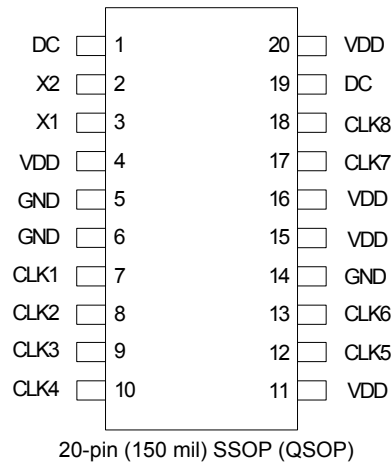 DC 1 20 VDD
X2 2 19 DC
X1 3 18 CLK8
VDD 4 17 CLK7
GND 5 16 VDD
GND 6 15 VDD
CLK1 7 14 GND
CLK2 8 13 CLK6
CLK3 9 12 CLK5
CLK4 10 11 VDD
20-pin (150 mil) SSOP (QSOP)